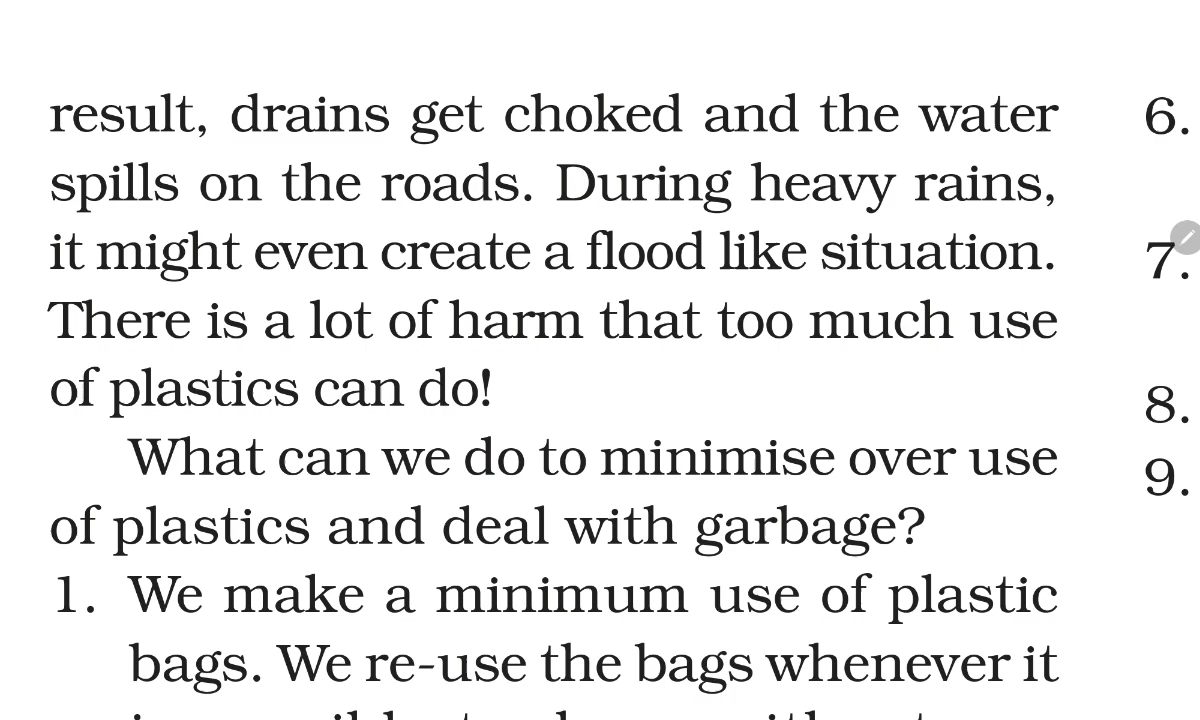 result, drains get choked and the water
spills on the roads. During heavy rains,
it might even create a flood like situation.
There is a lot of harm that too much use
of plastics can do!
What can we do to minimise over use
of plastics and deal with garbage?
1. We make a minimum use of plastic
bags. We re-use the bags whenever it
6.
7.
8.
9.